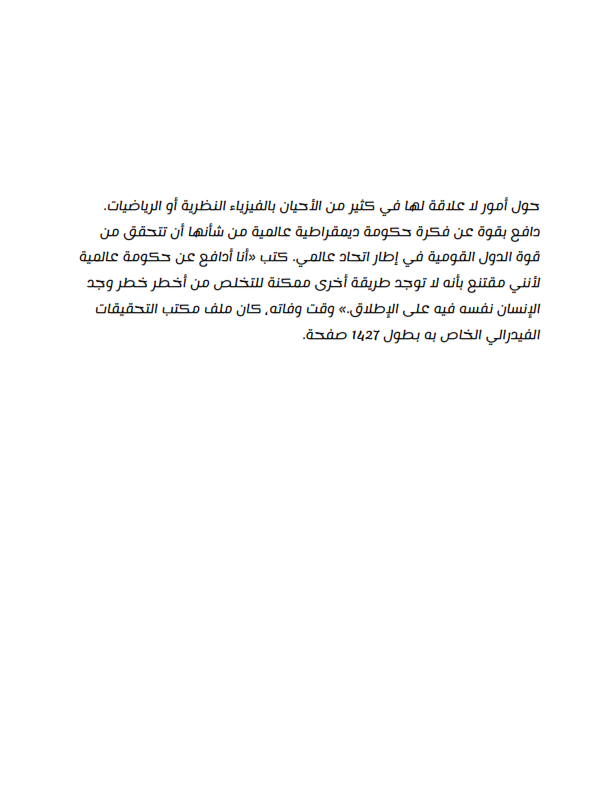 حول أمور لا علاقة لها في كثير من الأحيان بالفيزياء النظرية أو الرياضيات.
دافع بقوة عن فكرة حكومة ديمقراطية عالمية من شأنها أن تتحقق من
قوة الدول القومية في إطار اتحاد عالمي. كتب «أنا أدافع عن حكومة عالمية
لأنني مقتنع بأنه لا توجد طريقة أخرى ممكنة للتخلص من أخطر خطر وجد
الإنسان نفسه فيه على الإطلاق.» وقت وفاته، كان ملف مكتب التحقيقات
الفيدرالي الخاص به بطول 1427 صفحة.